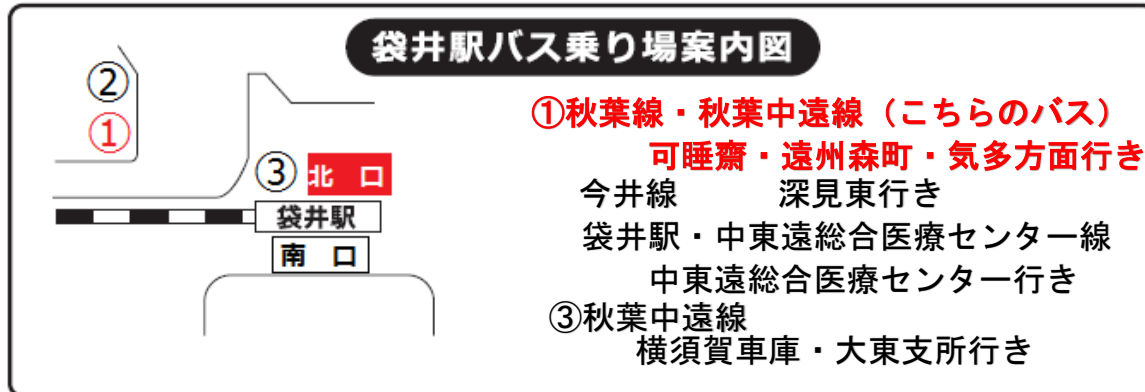 袋井駅バス乗り場案内図
②
①
③
北 口
袋井駅
南 口
①秋葉線・秋葉中遠線（こちらのバス）
可睡齋・遠州森町・気多方面行き
今井線 深見東行き
袋井駅・中東遠総合医療センター線
中東遠総合医療センター行き
③秋葉中遠線
横須賀車庫・大東支所行き